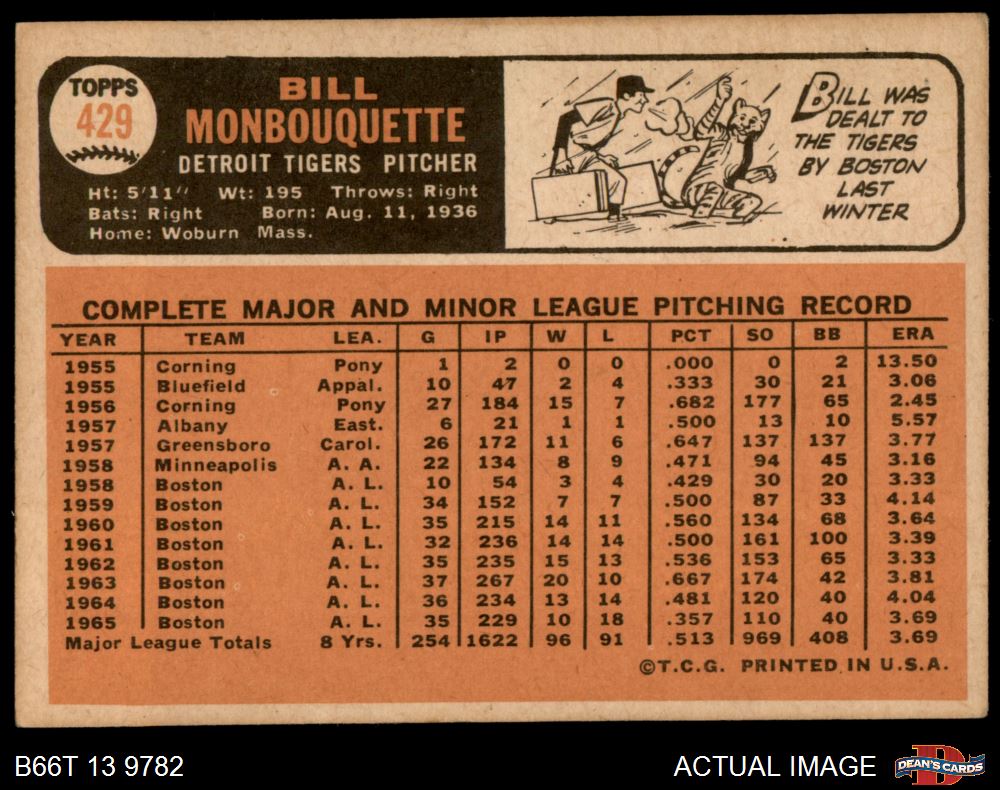 TOPPS
429
BILL
MONBOUQUETTE
DETROIT TIGERS PITCHER
Ht: 5'11" Wt: 195 Throws: Right
Bats: Right Born: Aug. 11, 1936
Home: Woburn Mass.
BILL WAS
DEALT TO
THE TIGERS
BY BOSTON
LAST
WINTER
COMPLETE MAJOR AND MINOR LEAGUE PITCHING RECORD
YEAR TEAM LEA. G IP W L PCT SO BB ERA
1955 Corning Pony 1 2 0 0 .000 0 2 13.50
1955 Bluefield Appal. 10 47 2 4 .333 30 21 3.06
1956 Corning Pony 27 184 15 7 .682 177 65 2.45
1957 Albany East. 6 21 1 1 .500 13 10 5.57
1957 Greensboro Carol. 26 172 11 6 .647 137 137 3.77
1958 Minneapolis A. A. 22 134 8 9 .471 94 45 3.16
1958 Boston A. L. 10 54 3 4 .429 30 20 3.33
1959 Boston A. L. 34 152 7 7 .500 87 33 4.14
1960 Boston A. L. 35 215 14 11 .560 134 68 3.64
1961 Boston A. L. 32 236 14 14 .500 161 100 3.39
1962 Boston A. L. 35 235 15 13 .536 153 65 3.33
1963 Boston A. L. 37 267 20 10 .667 174 42 3.81
1964 Boston A. L. 36 234 13 14 .481 120 40 4.04
1965 Boston A. L. 35 229 10 18 .357 110 40 3.69
Major League Totals 8 Yrs. 254 1622 96 91 .513 969 408 3.69
©T.C.G. PRINTED IN U.S.A.
B66T 13 9782
ACTUAL IMAGE
D
DEAN'S CARDS